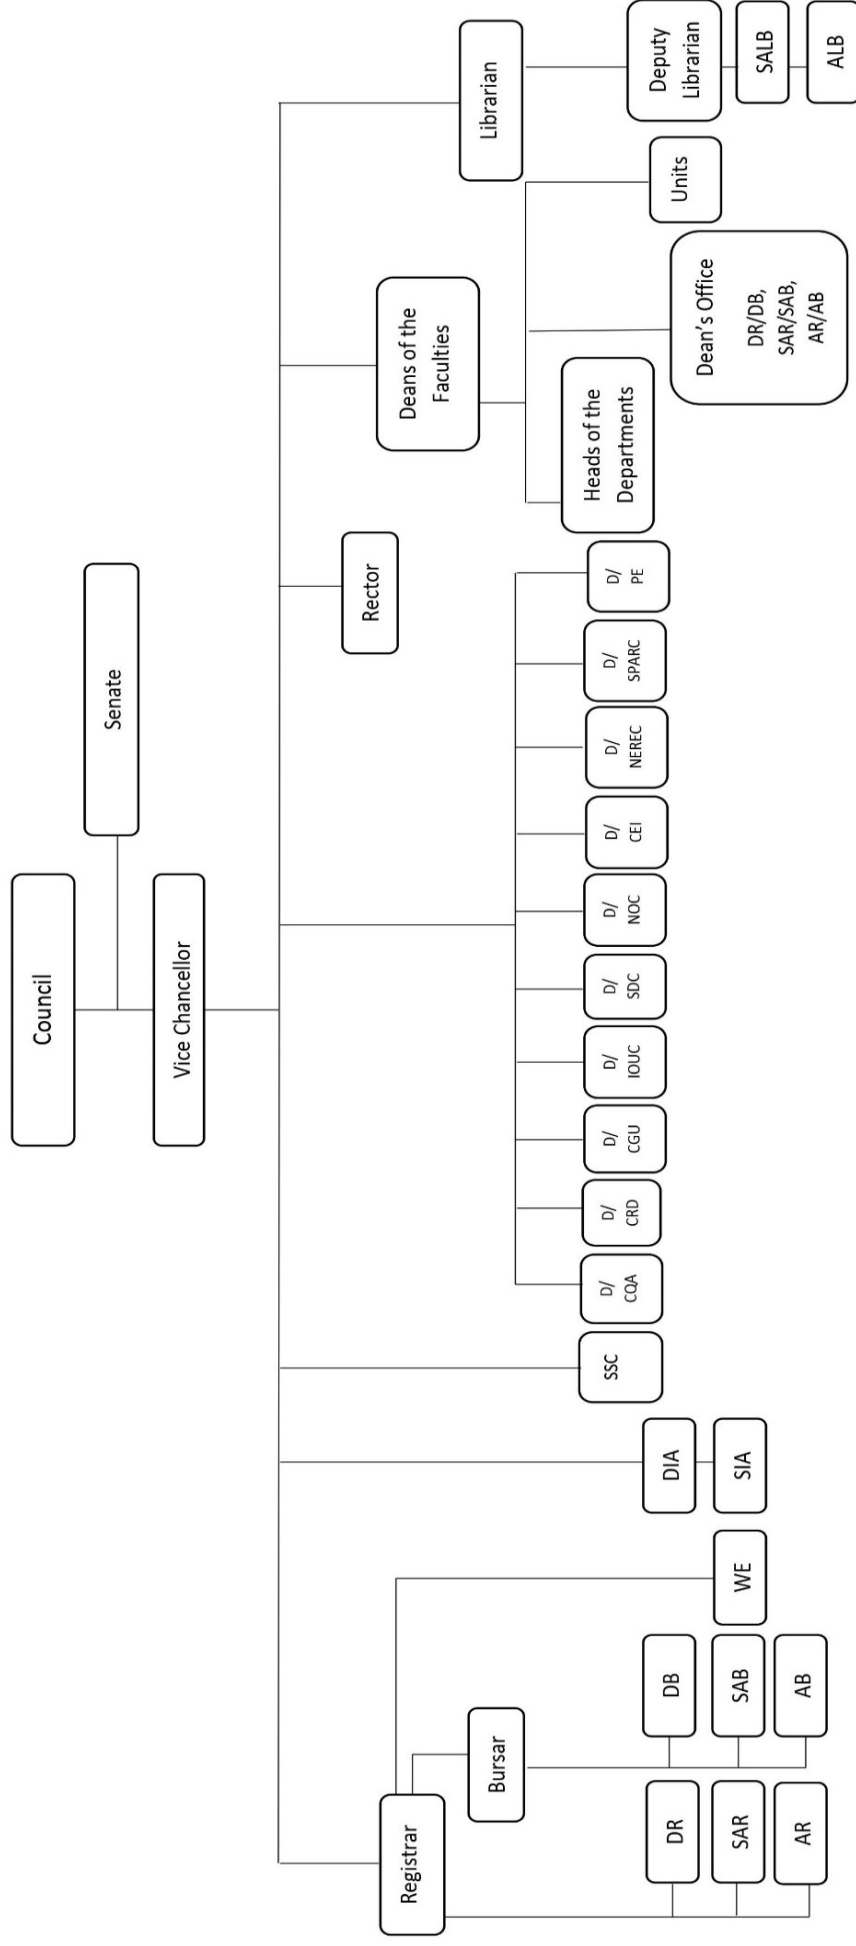 Council
Senate
Vice Chancellor
Registrar
Bursar
DR
SAR
AR
DB
SAB
AB
WE
DIA
SIA
SSC
D/
CQA
D/
CRD
D/
CGU
D/
IOUC
D/
SDC
D/
NOC
D/
CEI
D/
NEREC
D/
SPARC
D/
PE
Rector
Deans of the
Faculties
Heads of the
Departments
Dean's Office
DR/DB,
SAR/SAB,
AR/AB
Units
Librarian
Deputy
Librarian
SALB
ALB